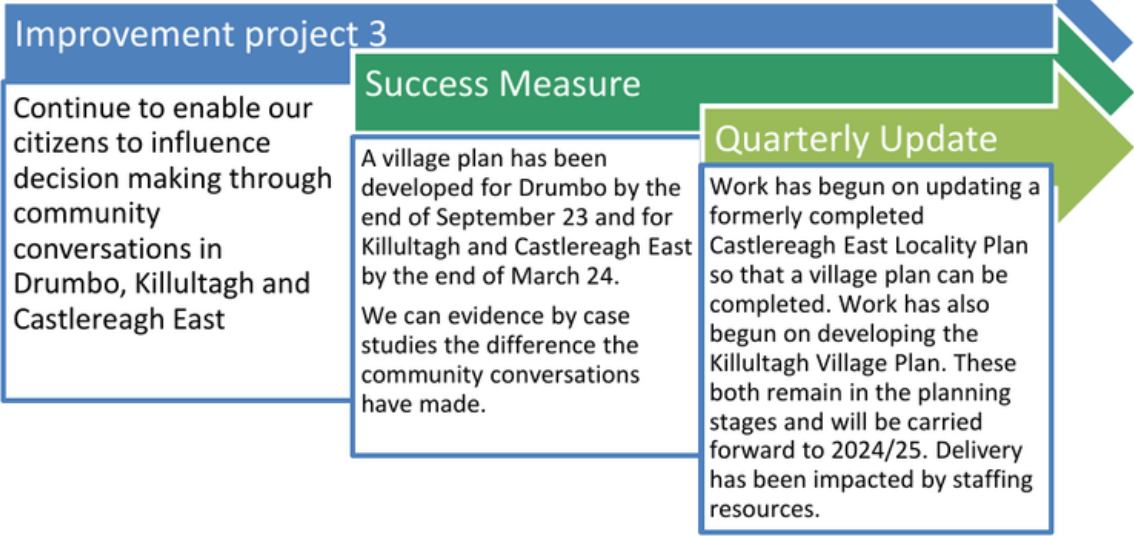 Improvement project 3
Continue to enable our
citizens to influence
decision making through
community
conversations in
Drumbo, Killultagh and
Castlereagh East
Success Measure
A village plan has been
developed for Drumbo by the
end of September 23 and for
Killultagh and Castlereagh East
by the end of March 24.
We can evidence by case
studies the difference the
community conversations
have made.
Quarterly Update
Work has begun on updating a
formerly completed
Castlereagh East Locality Plan
so that a village plan can be
completed. Work has also
begun on developing the
Killultagh Village Plan. These
both remain in the planning
stages and will be carried
forward to 2024/25. Delivery
has been impacted by staffing
resources.